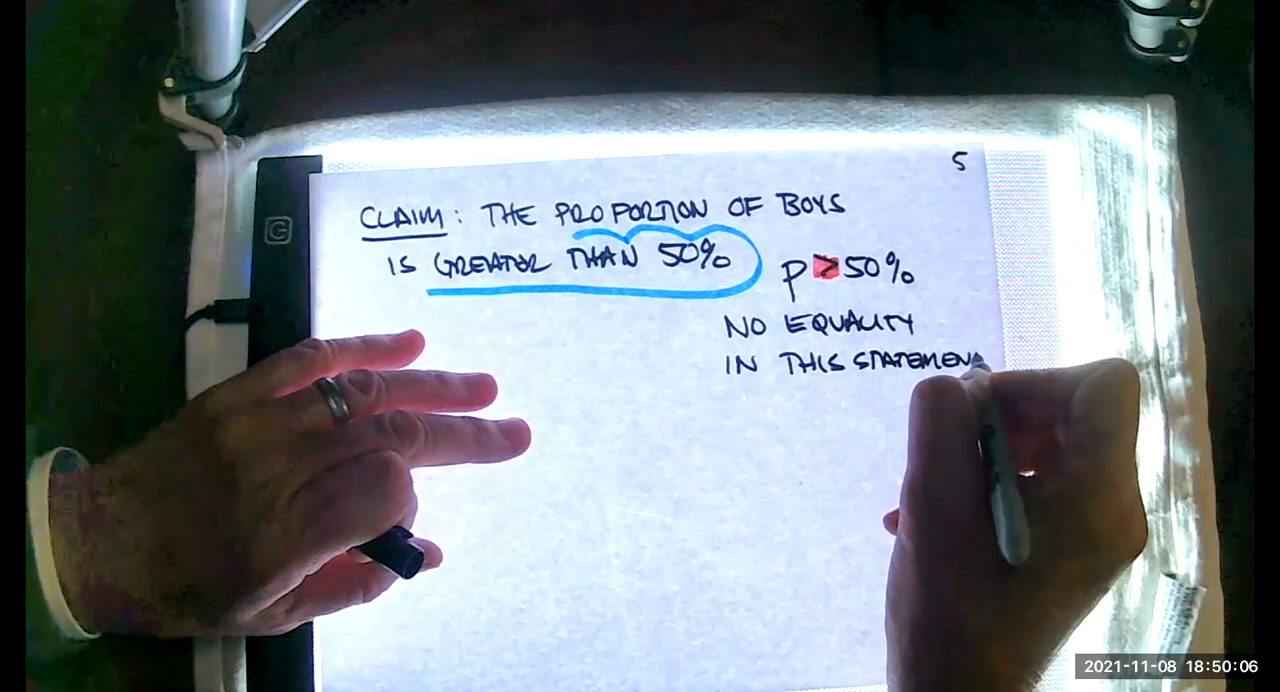 5
CLAIM: THE PROPORTION OF BOYS
IS GREATER THAN 50%
p > 50%
NO EQUALITY
IN THIS STATEMEN
2021-11-08 18:50:06